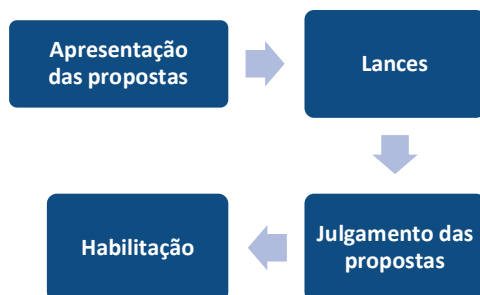 Apresentação
das propostas
Lances
Julgamento das
propostas
Habilitação